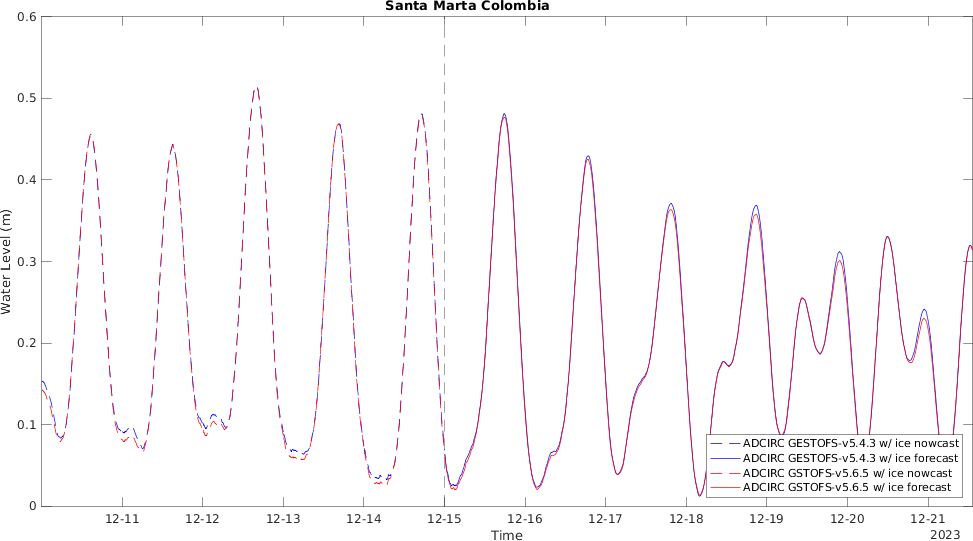 Santa Marta Colombia
0.6
0.5
0.4
0.3
0.2
0.1
0
Water Level (m)
12-11 12-12 12-13 12-14 12-15 12-16 12-17 12-18 12-19 12-20 12-21
Time
2023
ADCIRC GESTOFS-v5.4.3 w/ ice nowcast
ADCIRC GESTOFS-v5.4.3 w/ ice forecast
ADCIRC GSTOFS-v5.6.5 w/ ice nowcast
ADCIRC GSTOFS-v5.6.5 w/ ice forecast